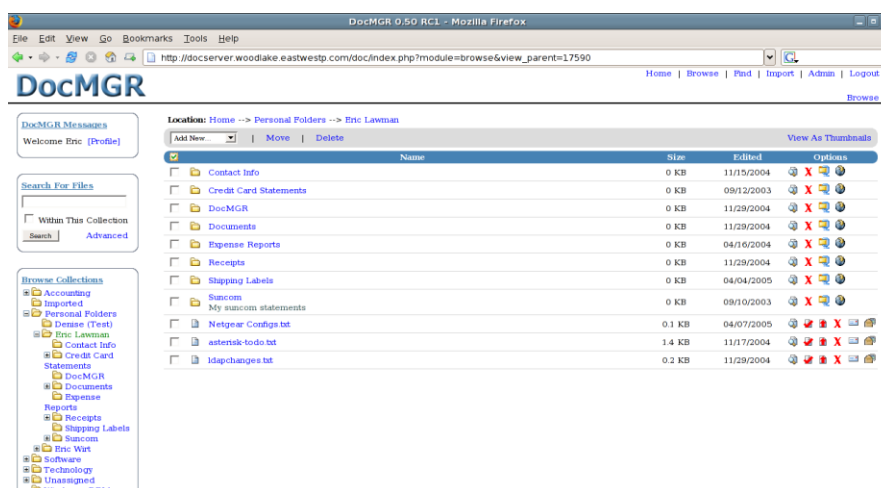 DocMGR 0.50 RC1 - Mozilla Firefox
File Edit View Go Bookmarks Tools Help
http://docserver.woodlake.eastwestp.com/doc/index.php?module=browse&view_parent=17590
DocMGR
Home | Browse | Find | Import | Admin | Logout
Browse
DocMGR Messages
Welcome Eric [Profile]
Search For Files
Within This Collection
Search Advanced
Browse Collections
Accounting
Imported
Personal Folders
Denise (Test)
Eric Lawman
Contact Info
Credit Card
Statements
DocMGR
Documents
Expense
Reports
Receipts
Shipping Labels
Suncom
Eric Wirt
Software
Technology
Unassigned
Location: Home --> Personal Folders --> Eric Lawman
Add New... | Move | Delete View As Thumbnails
Name Size Edited Options
Contact Info 0 KB 11/15/2004
Credit Card Statements 0 KB 09/12/2003
DocMGR 0 KB 11/29/2004
Documents 0 KB 11/29/2004
Expense Reports 0 KB 04/16/2004
Receipts 0 KB 11/29/2004
Shipping Labels 0 KB 04/04/2005
Suncom 0 KB 09/10/2003
My suncom statements
Netgear Configs.txt 0.1 KB 04/07/2005
asterisk-todo.txt 1.4 KB 11/17/2004
ldapchanges.txt 0.2 KB 11/29/2004